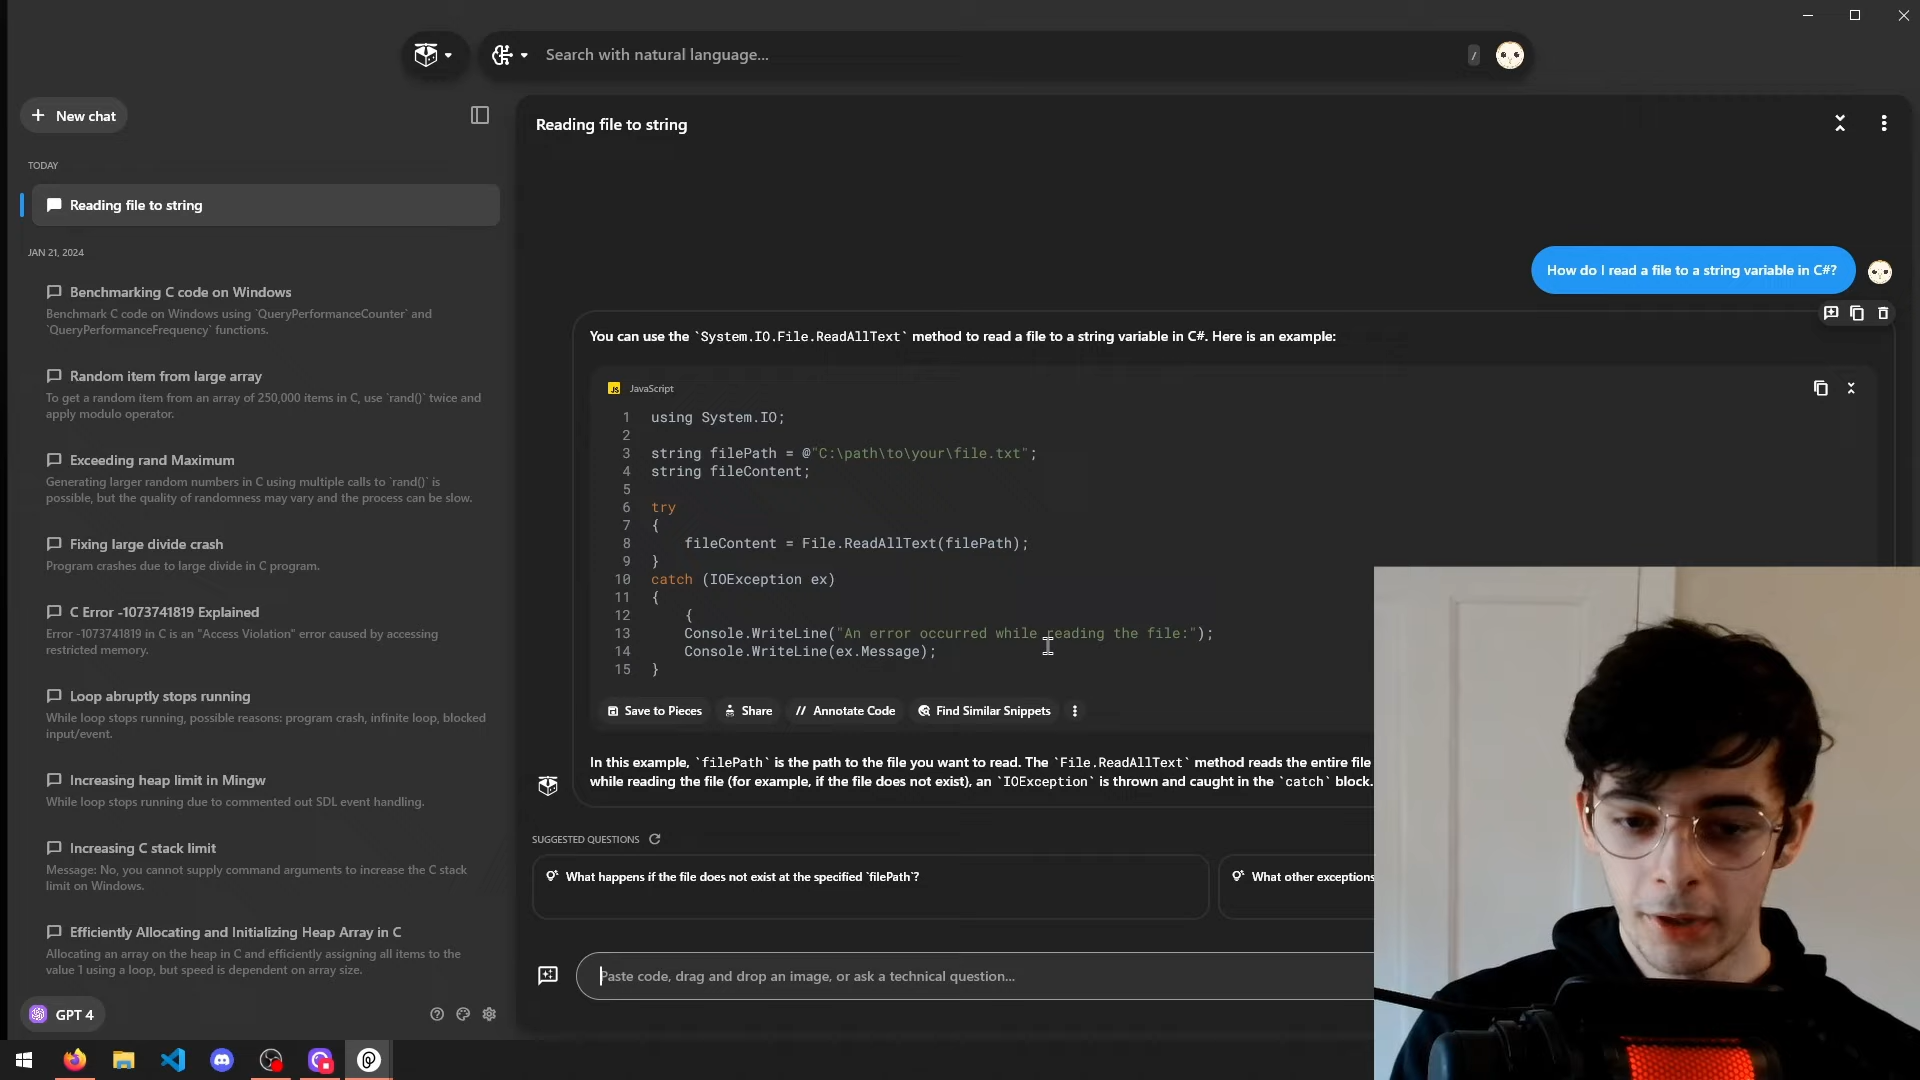 Search with natural language...
/
New chat
TODAY
Reading file to string
JAN 21, 2024
Benchmarking C code on Windows
Benchmark C code on Windows using `QueryPerformanceCounter` and
`QueryPerformanceFrequency` functions.
Random item from large array
To get a random item from an array of 250,000 items in C, use `rand()` twice and
apply modulo operator.
Exceeding rand Maximum
Generating larger random numbers in C using multiple calls to `rand()` is
possible, but the quality of randomness may vary and the process can be slow.
Fixing large divide crash
Program crashes due to large divide in C program.
C Error -1073741819 Explained
Error -1073741819 in C is an "Access Violation" error caused by accessing
restricted memory.
Loop abruptly stops running
While loop stops running, possible reasons: program crash, infinite loop, blocked
input/event.
Increasing heap limit in Mingw
While loop stops running due to commented out SDL event handling.
Increasing C stack limit
Message: No, you cannot supply command arguments to increase the C stack
limit on Windows.
Efficiently Allocating and Initializing Heap Array in C
Allocating an array on the heap in C and efficiently assigning all items to the
value 1 using a loop, but speed is dependent on array size.
GPT 4
Reading file to string
How do I read a file to a string variable in C#?
You can use the `System.IO.File.ReadAllText` method to read a file to a string variable in C#. Here is an example:
JS JavaScript
1 using System.IO;
2
3 string filePath = @"C:\path\to\your\file.txt";
4 string fileContent;
5
6 try
7 {
8 fileContent = File.ReadAllText(filePath);
9 }
10 catch (IOException ex)
11 {
12 {
13 Console.WriteLine("An error occurred while reading the file:");
14 Console.WriteLine(ex.Message);
15 }
Save to Pieces Share // Annotate Code Find Similar Snippets
In this example, `filePath` is the path to the file you want to read. The `File.ReadAllText` method reads the entire file
while reading the file (for example, if the file does not exist), an `IOException` is thrown and caught in the `catch` block.
SUGGESTED QUESTIONS
What happens if the file does not exist at the specified `filePath`?
What other exceptions
Paste code, drag and drop an image, or ask a technical question...